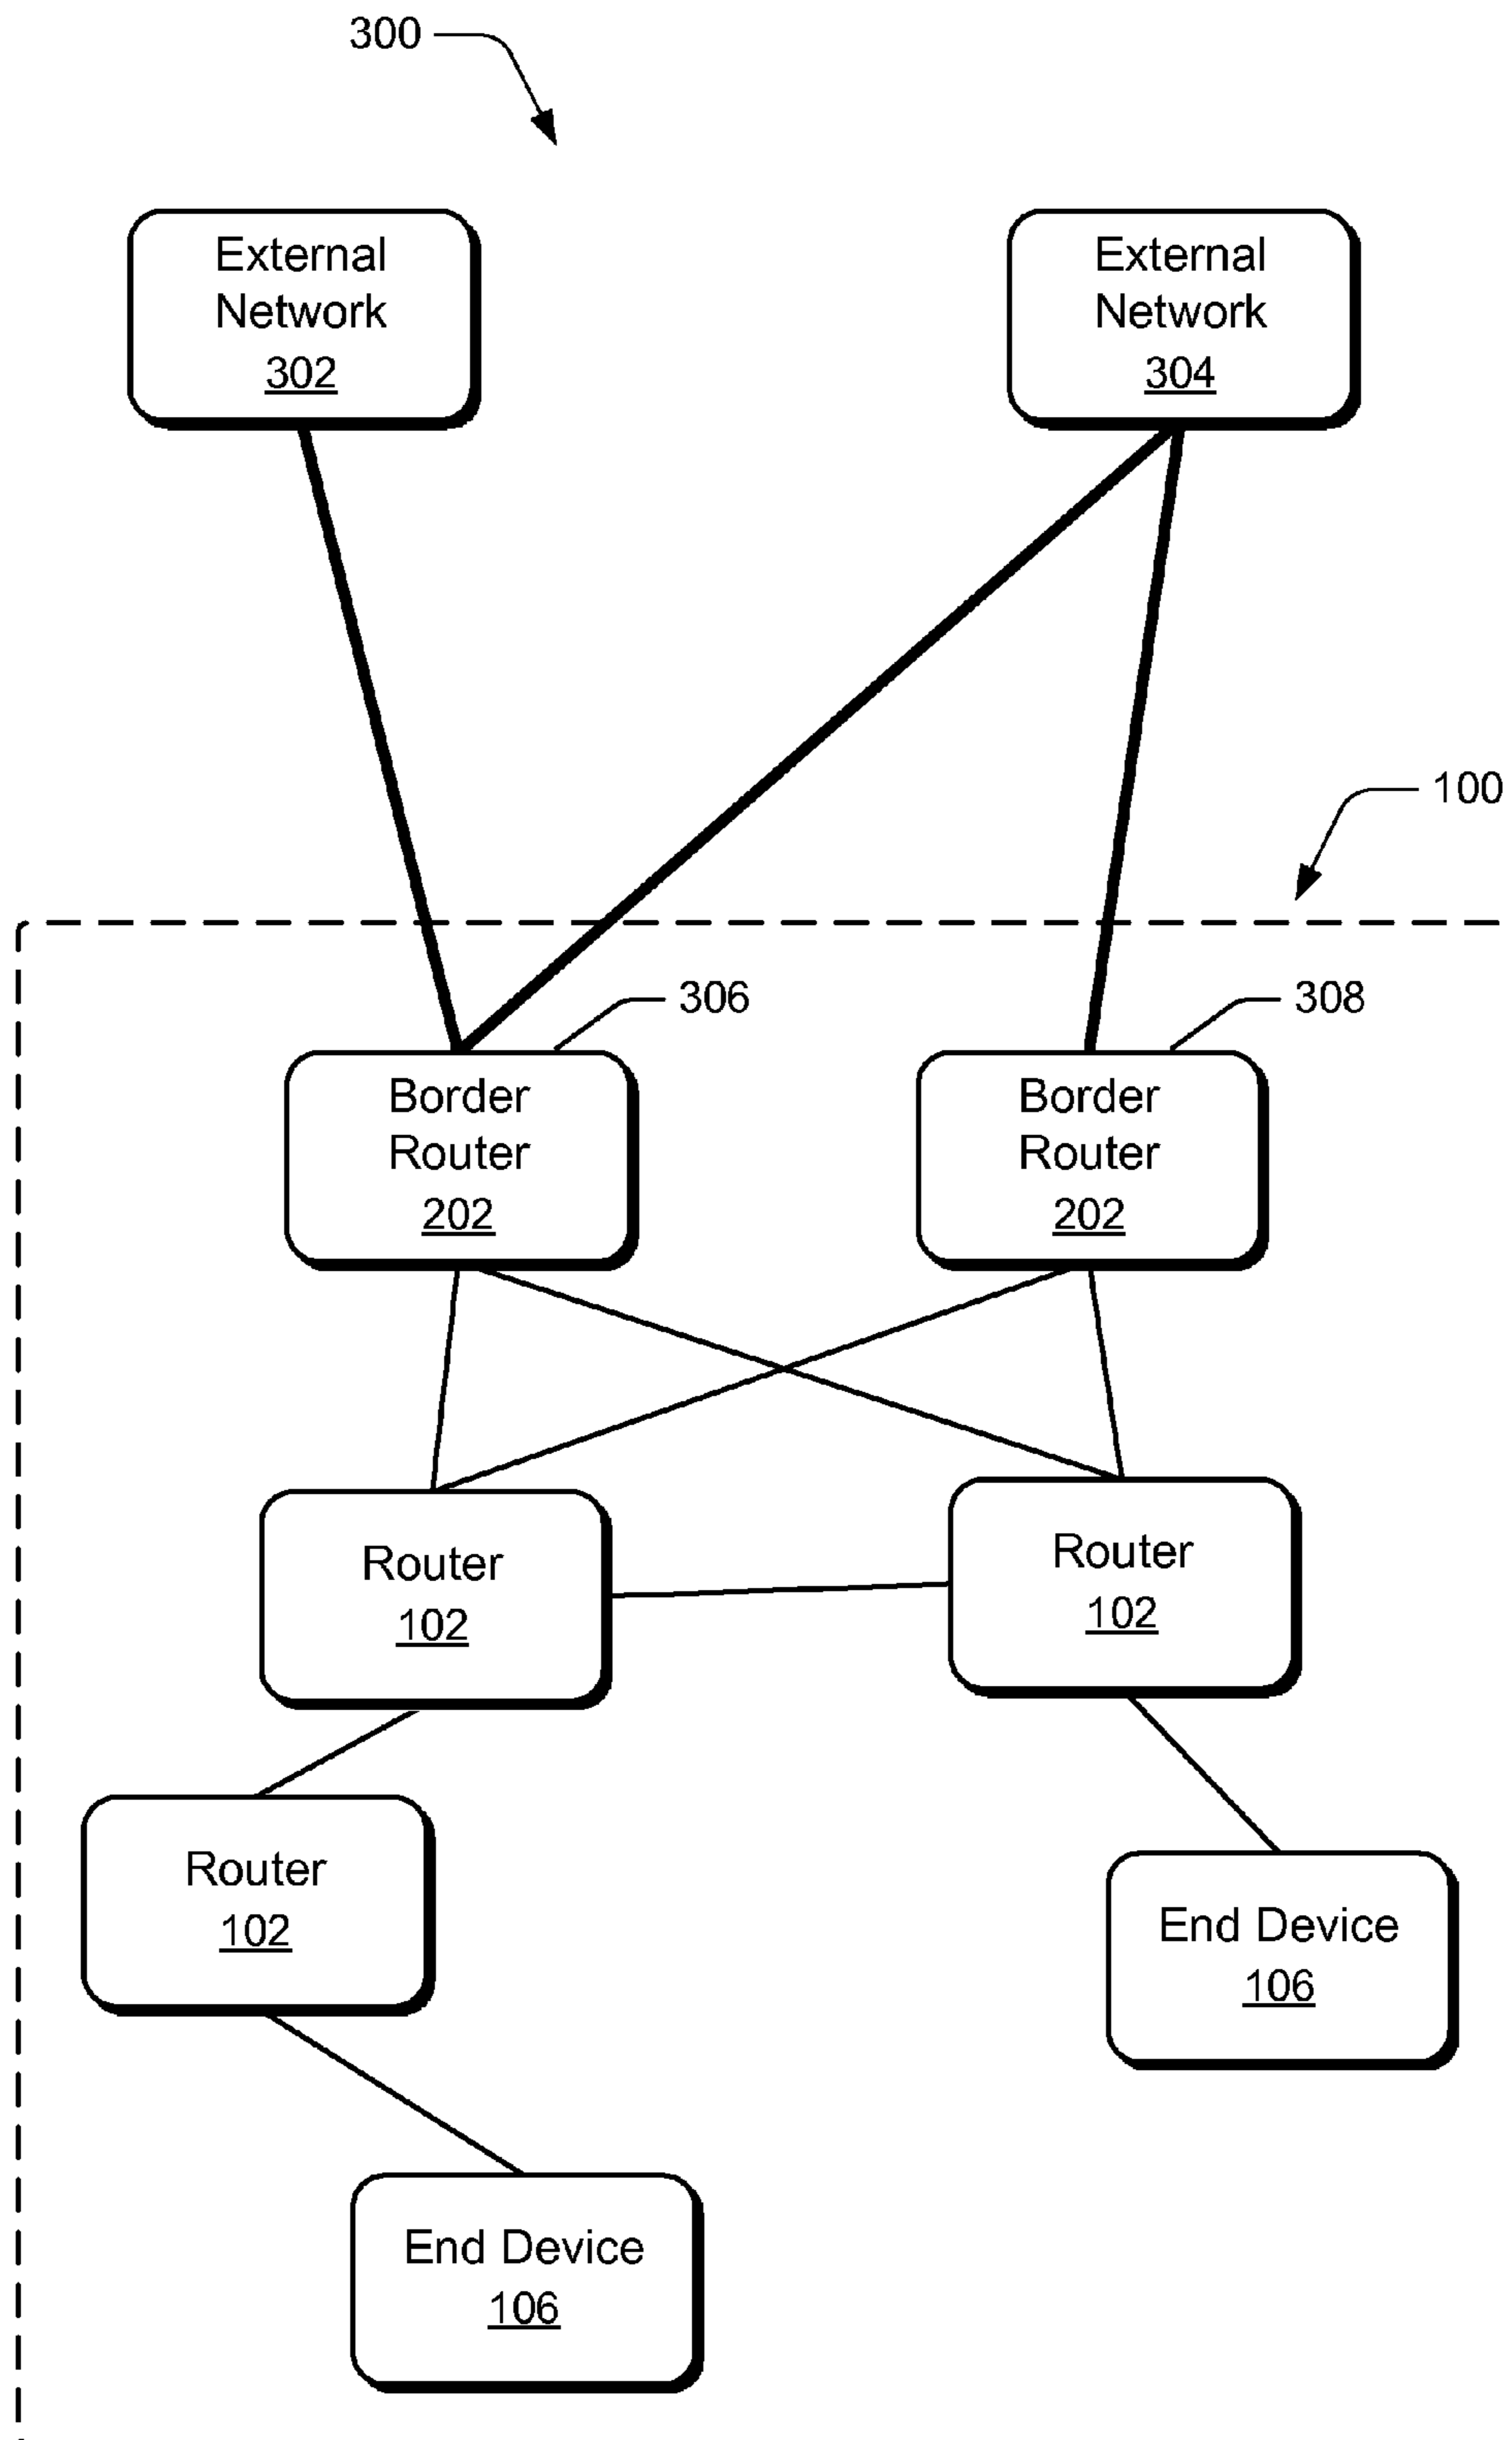 300
External
Network
302
External
Network
304
100
306
308
Border
Router
202
Border
Router
202
Router
102
Router
102
Router
102
End Device
106
End Device
106